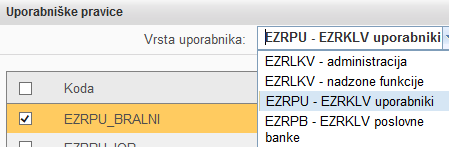 Uporabniške pravice
Vrsta uporabnika:
EZRPU - EZRKLV uporabniki
EZRLKV - administracija
EZRLKV - nadzone funkcije
EZRPU - EZRKLV uporabniki
EZRPB - EZRKLV poslovne
banke
Koda
EZRPU_BRALNI